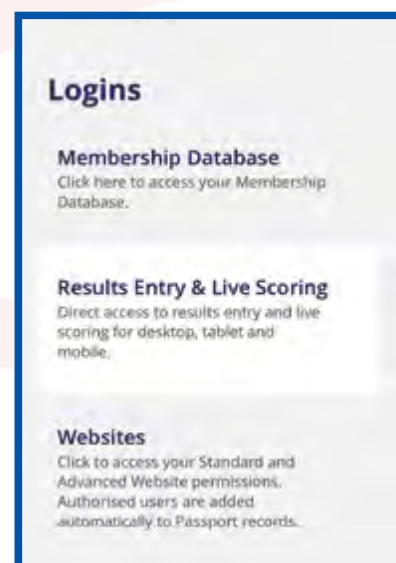 Logins
Membership Database
Click here to access your Membership
Database.
Results Entry & Live Scoring
Direct access to results entry and live
scoring for desktop, tablet and
mobile.
Websites
Click to access your Standard and
Advanced Website permissions.
Authorised users are added
automatically to Passport records.